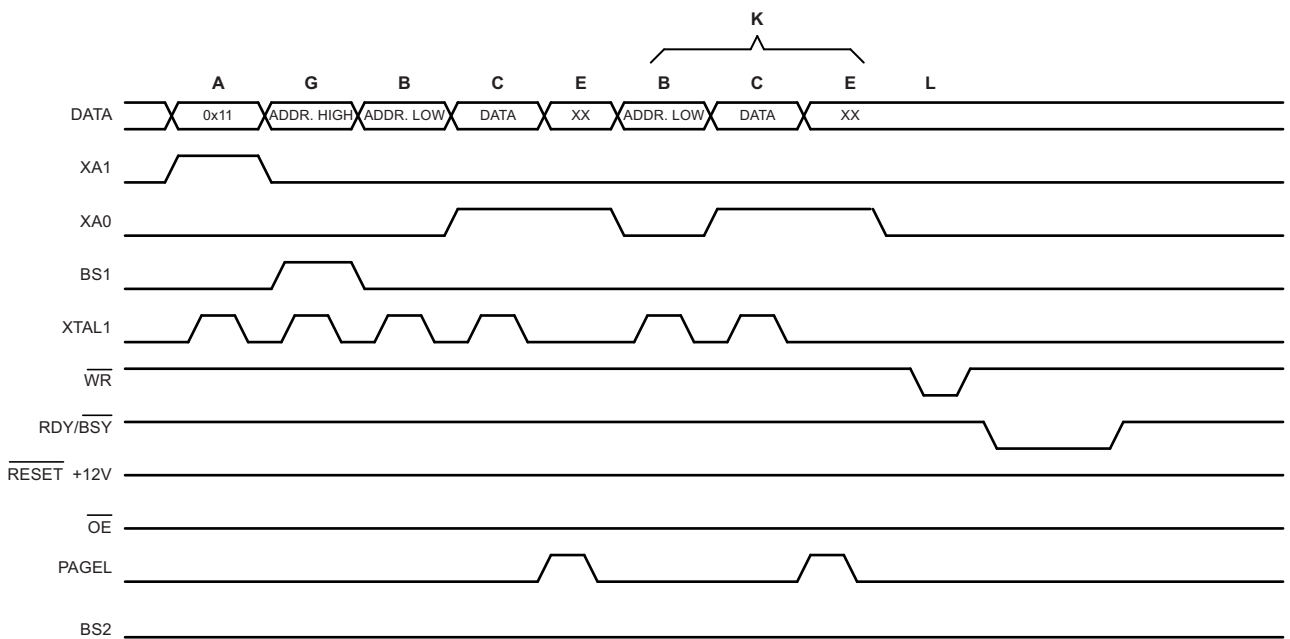 K
A G B C E B C E L
DATA 0x11 ADDR. HIGH ADDR. LOW DATA XX ADDR. LOW DATA XX
XA1
XA0
BS1
XTAL1
WR
RDY/BSY
RESET +12V
OE
PAGEL
BS2